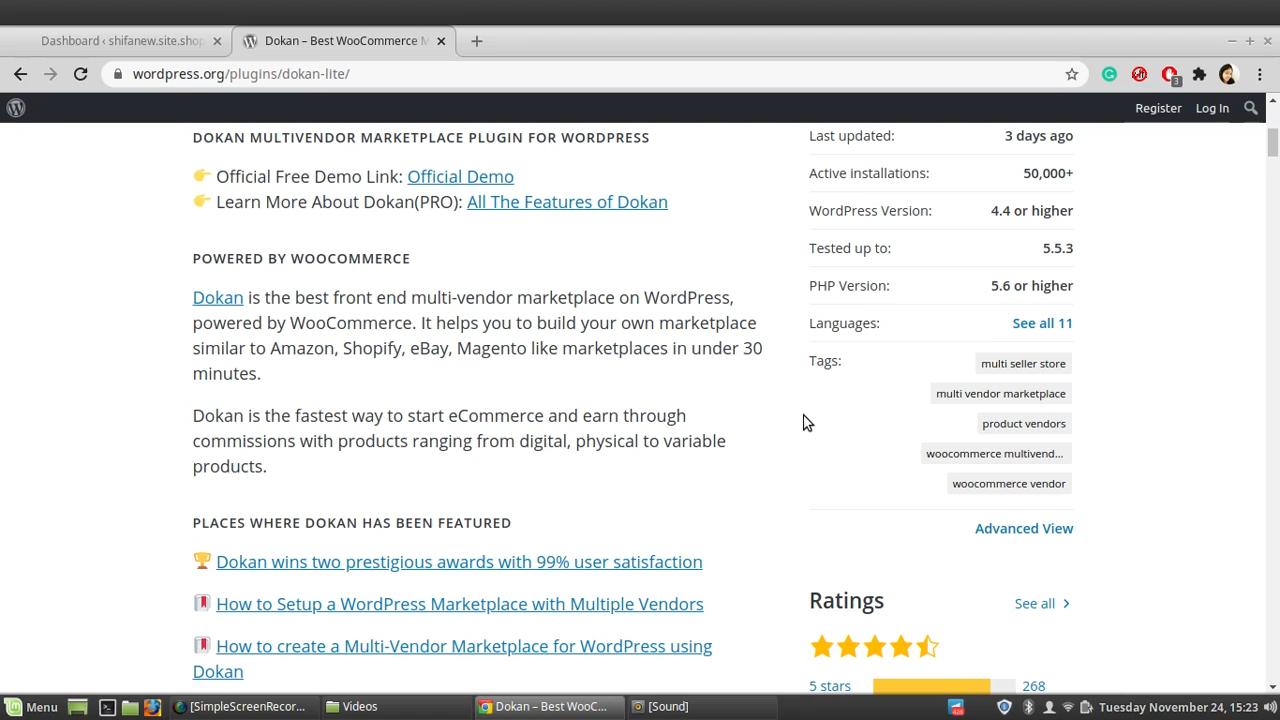 Dashboard ‹ shifanew.site.shop
Dokan – Best WooCommerce M
wordpress.org/plugins/dokan-lite/
3
Register
Log In
DOKAN MULTIVENDOR MARKETPLACE PLUGIN FOR WORDPRESS
👉 Official Free Demo Link: Official Demo
👉 Learn More About Dokan(PRO): All The Features of Dokan
POWERED BY WOOCOMMERCE
Dokan is the best front end multi-vendor marketplace on WordPress,
powered by WooCommerce. It helps you to build your own marketplace
similar to Amazon, Shopify, eBay, Magento like marketplaces in under 30
minutes.
Dokan is the fastest way to start eCommerce and earn through
commissions with products ranging from digital, physical to variable
products.
PLACES WHERE DOKAN HAS BEEN FEATURED
Dokan wins two prestigious awards with 99% user satisfaction
How to Setup a WordPress Marketplace with Multiple Vendors
How to create a Multi-Vendor Marketplace for WordPress using
Dokan
Last updated: 3 days ago
Active installations: 50,000+
WordPress Version: 4.4 or higher
Tested up to: 5.5.3
PHP Version: 5.6 or higher
Languages: See all 11
Tags: multi seller store
multi vendor marketplace
product vendors
woocommerce multivend...
woocommerce vendor
Advanced View
Ratings
See all
5 stars 268
Menu
[SimpleScreenRecor...
Videos
Dokan – Best WooC...
[Sound]
Tuesday November 24, 15:23